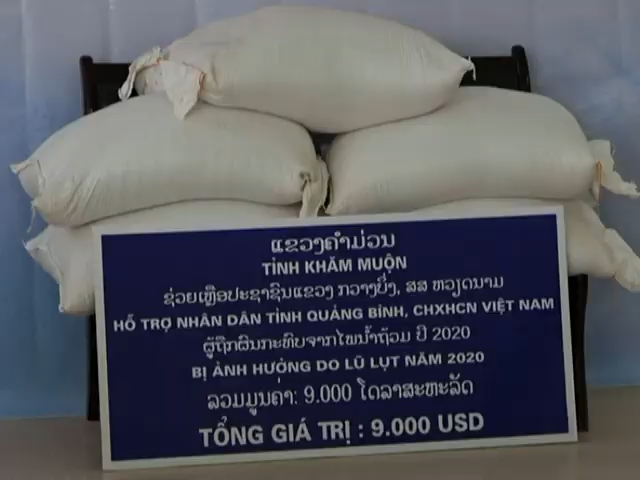 ແຂວງຄໍາມ່ວນ
TỈNH KHĂM MUỘN
ຊ່ວຍເຫຼືອປະຊາຊົນແຂວງ ກວາງບິ່ງ, ສສ ຫວຽດນາມ
HỖ TRỢ NHÂN DÂN TỈNH QUẢNG BÌNH, CHXHCN VIỆT NAM
ຜູ້ຖືກຜົນກະທົບຈາກໄພນໍ້າຖ້ວມ ປີ 2020
BỊ ẢNH HƯỞNG DO LŨ LỤT NĂM 2020
ລວມມູນຄ່າ: 9.000 ໂດລາສະຫະລັດ
TỔNG GIÁ TRỊ : 9.000 USD